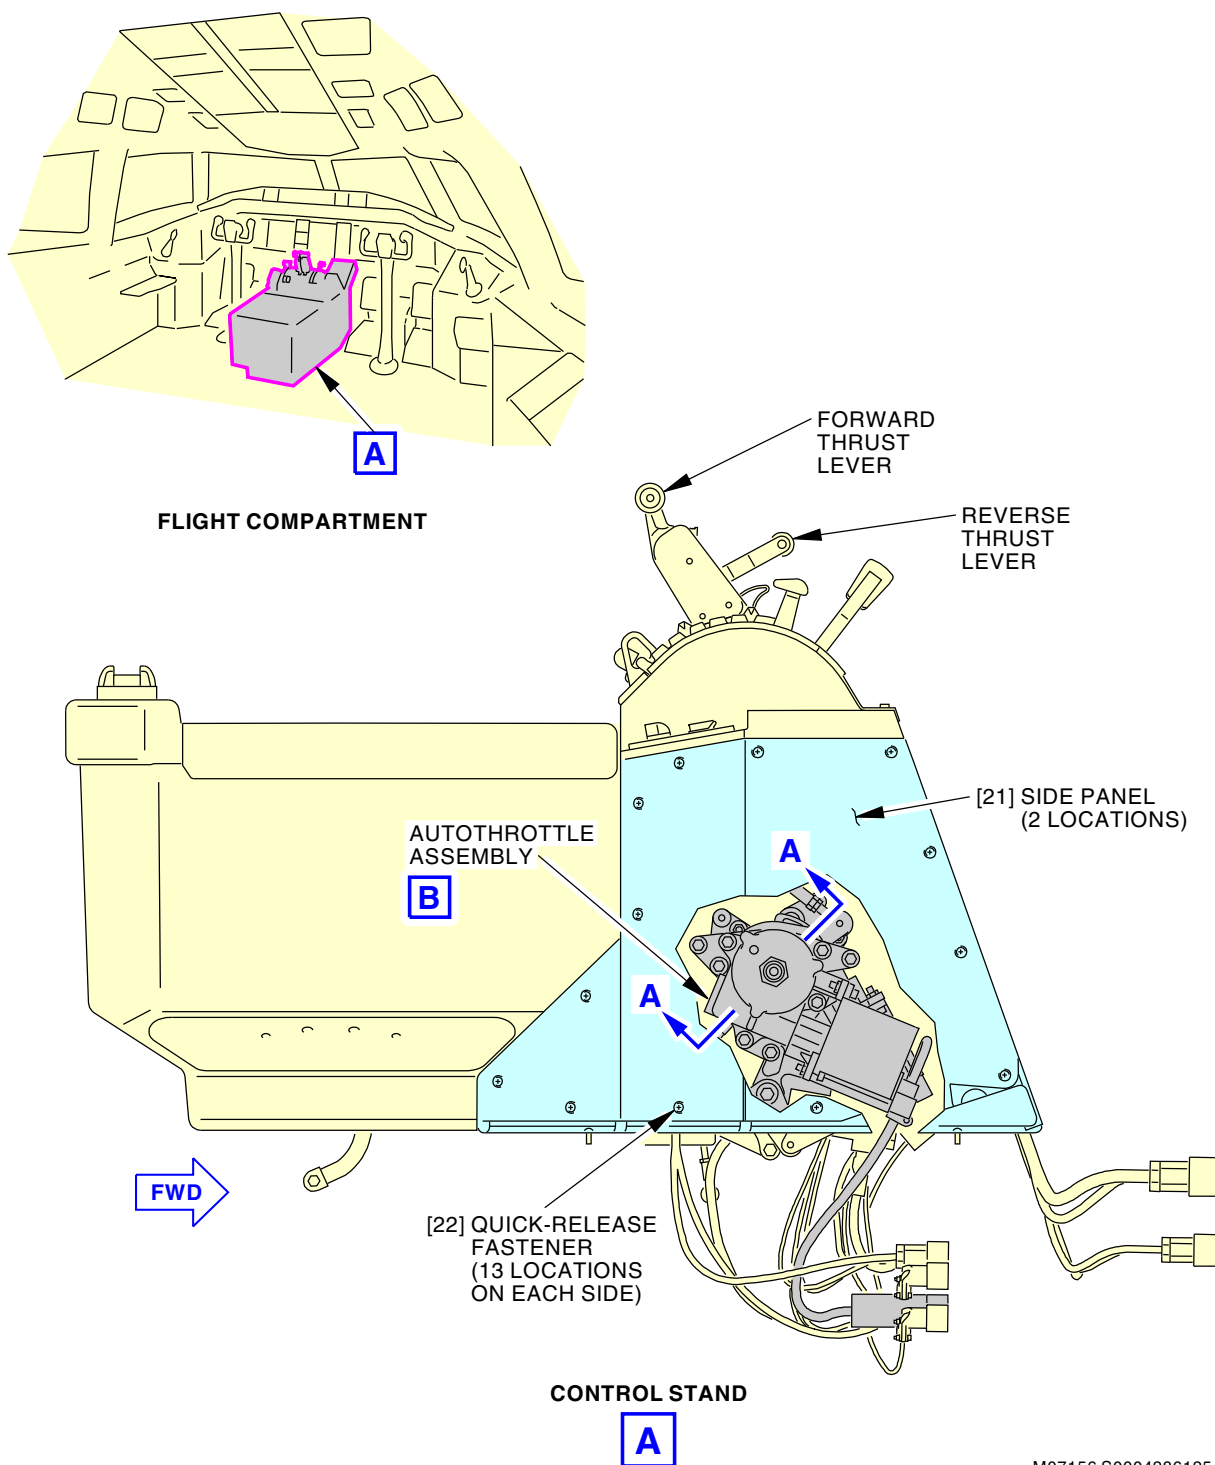 A
FLIGHT COMPARTMENT
FORWARD
THRUST
LEVER
REVERSE
THRUST
LEVER
[21] SIDE PANEL
(2 LOCATIONS)
AUTOTHROTTLE
ASSEMBLY
B
A
A
FWD
[22] QUICK-RELEASE
FASTENER
(13 LOCATIONS
ON EACH SIDE)
CONTROL STAND
A